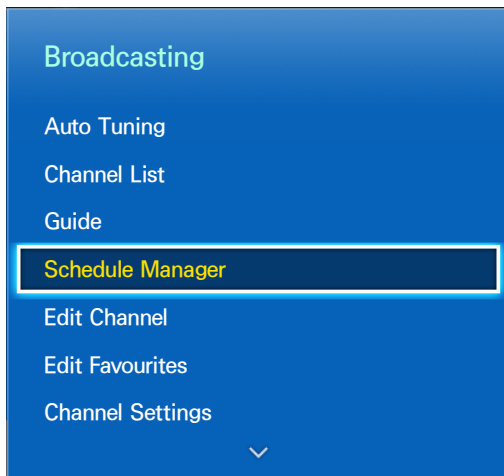 Broadcasting
Auto Tuning
Channel List
Guide
Schedule Manager
Edit Channel
Edit Favourites
Channel Settings